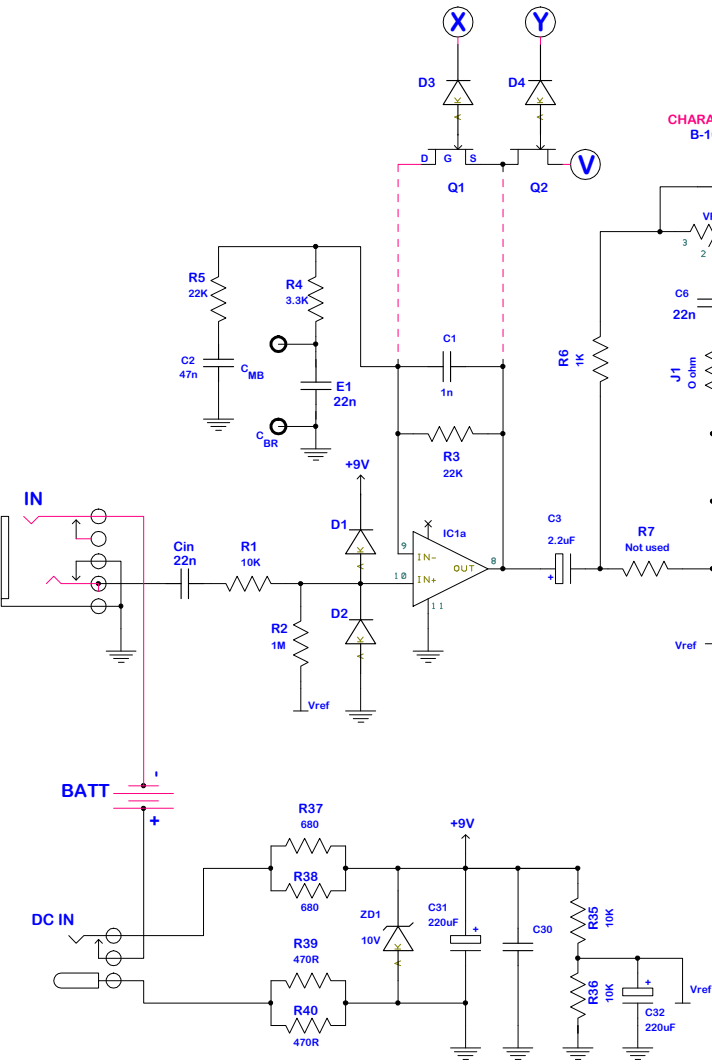 X
Y
D3
D4
A K
A K
CHARA
B-1
D G S
V
Q1
Q2
VI
3
2
R5
22K
R4
3.3K
C6
22n
C1
1n
C2
47n
C MB
E1
22n
R6
1K
J1
O ohm
C BR
R3
22K
+9V
IN
D1
A K
IC1a
C3
2.2uF
R7
Not used
Cin
22n
R1
10K
9
IN-
10
IN+
OUT
8
11
+
R2
1M
D2
A K
Vref
Vref
BATT
-
+
R37
680
+9V
R38
680
DC IN
ZD1
10V
A K
C31
220uF
+
C30
R35
10K
R39
470R
R40
470R
R36
10K
+
C32
220uF
Vref